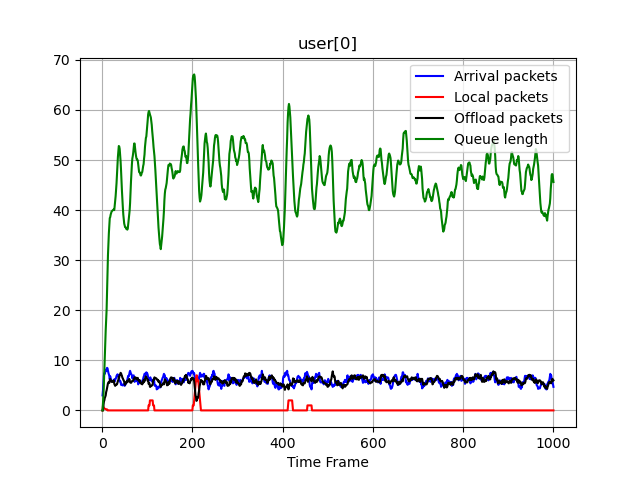 user[0]
Arrival packets
Local packets
Offload packets
Queue length
70
60
50
40
30
20
10
0
0 200 400 600 800 1000
Time Frame